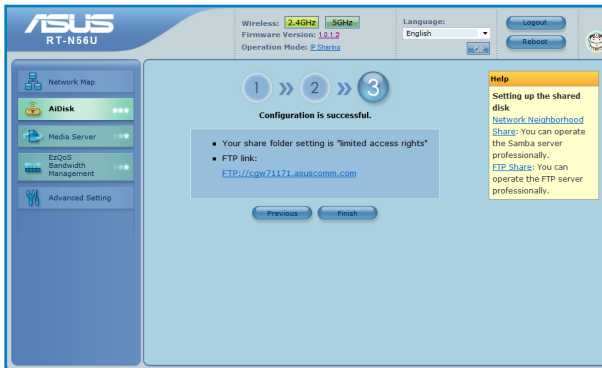 ASUS
RT-N56U
Wireless: 2.4GHz 5GHz
Firmware Version: 1.0.1.2
Operation Mode: IP Sharing
Language:
English
Logout
Reboot
Network Map
AiDisk
Media Server
EzQoS
Bandwidth
Management
Advanced Setting
1 » 2 » 3
Configuration is successful.
Your share folder setting is "limited access rights"
FTP link:
FTP://cgw71171.asuscomm.com
Previous Finish
Help
Setting up the shared
disk
Network Neighborhood
Share: You can operate
the Samba server
professionally.
FTP Share: You can
operate the FTP server
professionally.